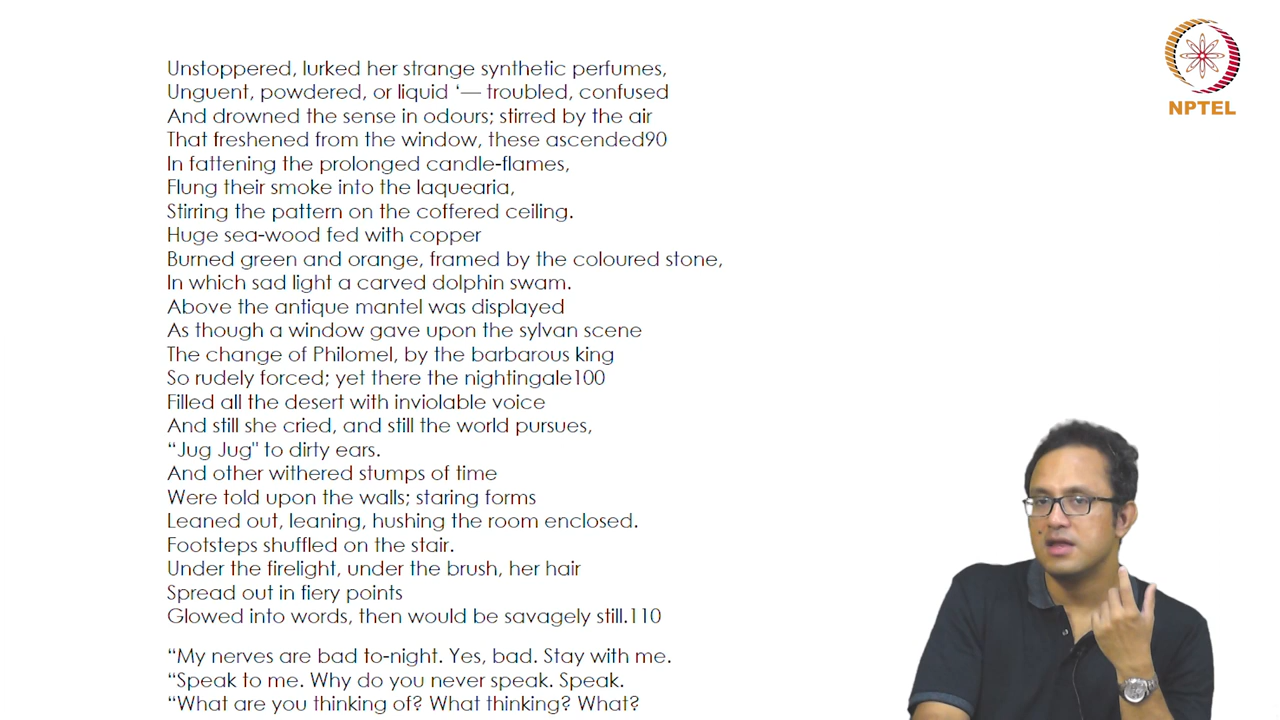 Unstoppered, lurked her strange synthetic perfumes,
Unguent, powdered, or liquid ‘— troubled, confused
And drowned the sense in odours; stirred by the air
That freshened from the window, these ascended90
In fattening the prolonged candle-flames,
Flung their smoke into the laquearia,
Stirring the pattern on the coffered ceiling.
Huge sea-wood fed with copper
Burned green and orange, framed by the coloured stone,
In which sad light a carved dolphin swam.
Above the antique mantel was displayed
As though a window gave upon the sylvan scene
The change of Philomel, by the barbarous king
So rudely forced; yet there the nightingale100
Filled all the desert with inviolable voice
And still she cried, and still the world pursues,
“Jug Jug" to dirty ears.
And other withered stumps of time
Were told upon the walls; staring forms
Leaned out, leaning, hushing the room enclosed.
Footsteps shuffled on the stair.
Under the firelight, under the brush, her hair
Spread out in fiery points
Glowed into words, then would be savagely still.110
“My nerves are bad to-night. Yes, bad. Stay with me.
“Speak to me. Why do you never speak. Speak.
“What are you thinking of? What thinking? What?
NPTEL